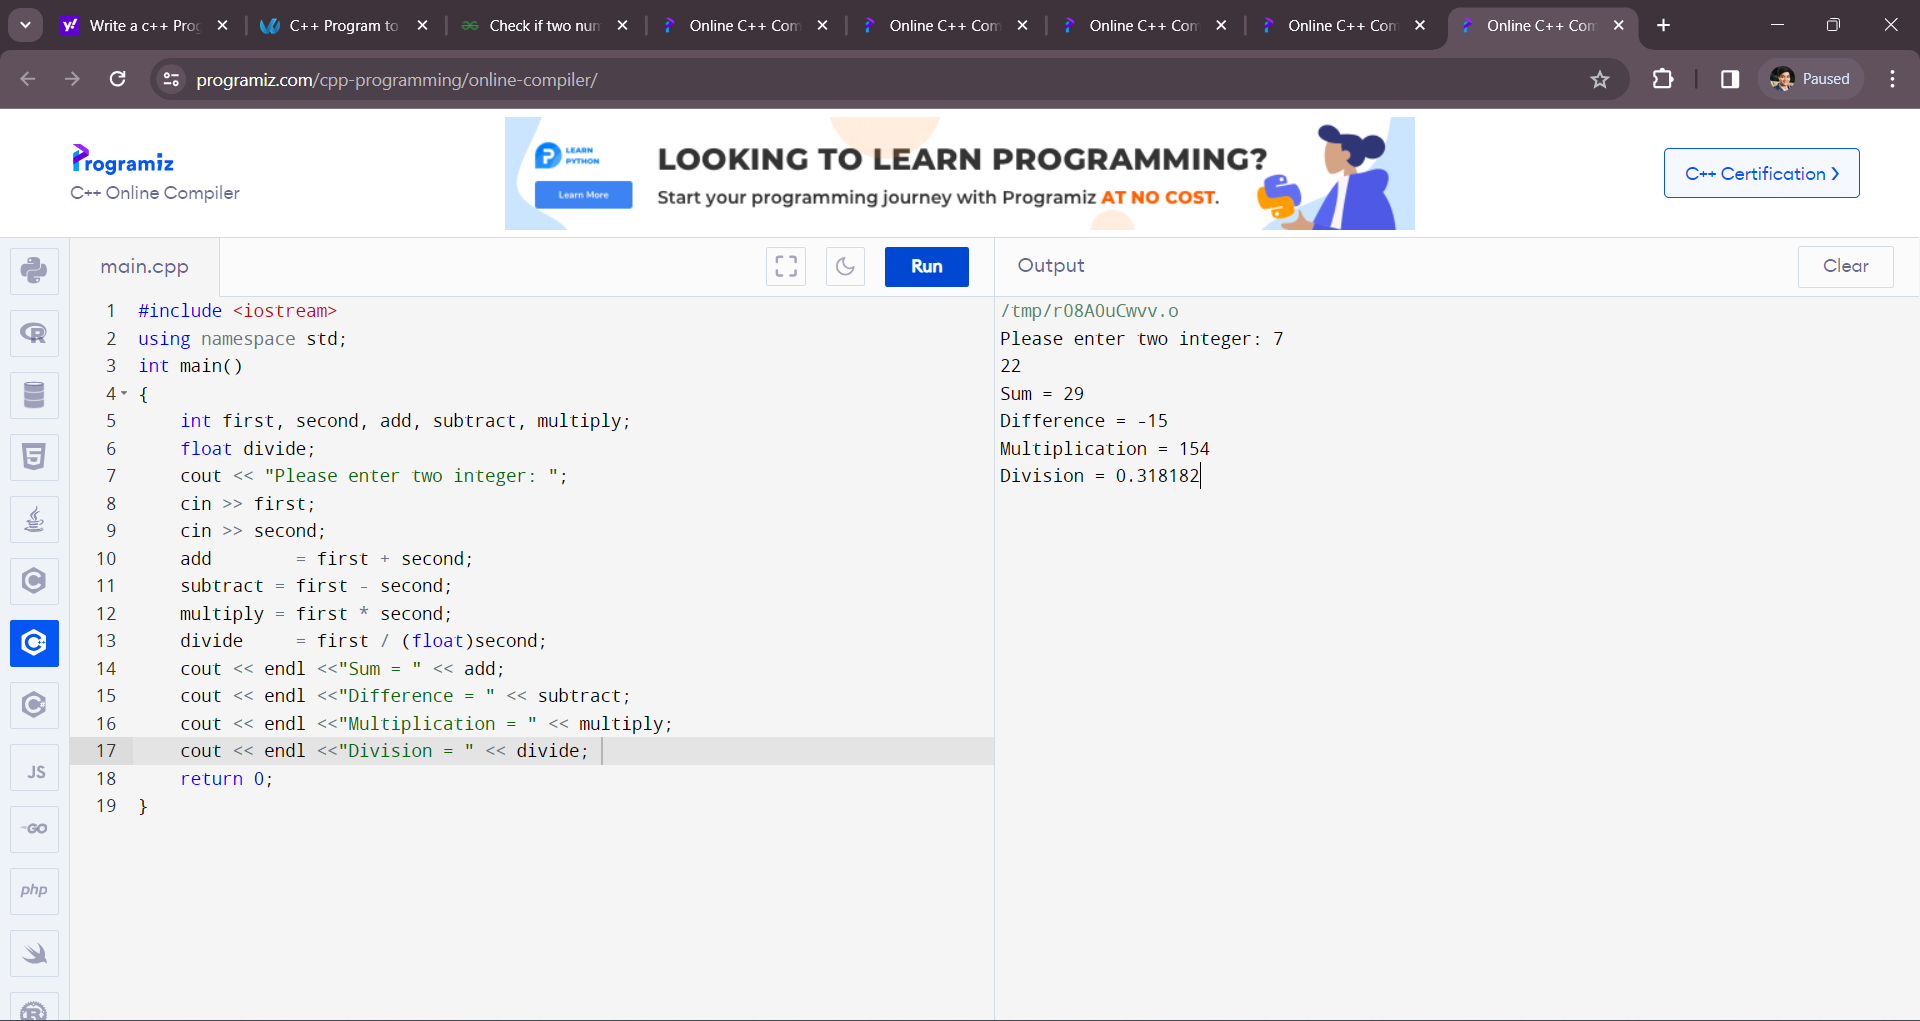 Write a c++ Prog
C++ Program to
Check if two num
Online C++ Com
Online C++ Com
Online C++ Com
Online C++ Com
Online C++ Com
programiz.com/cpp-programming/online-compiler/
Paused
Programiz
C++ Online Compiler
LEARN
PYTHON
Learn More
LOOKING TO LEARN PROGRAMMING?
Start your programming journey with Programiz AT NO COST.
C++ Certification
main.cpp
Run
Output
Clear
1 #include <iostream>
2 using namespace std;
3 int main()
4 {
5 int first, second, add, subtract, multiply;
6 float divide;
7 cout << "Please enter two integer: ";
8 cin >> first;
9 cin >> second;
10 add        = first + second;
11 subtract = first - second;
12 multiply = first * second;
13 divide     = first / (float)second;
14 cout << endl <<"Sum = " << add;
15 cout << endl <<"Difference = " << subtract;
16 cout << endl <<"Multiplication = " << multiply;
17 cout << endl <<"Division = " << divide;
18 return 0;
19 }
/tmp/rO8AOuCwvv.o
Please enter two integer: 7
22
Sum = 29
Difference = -15
Multiplication = 154
Division = 0.318182
R
5
C
C
C
JS
GO
php
R